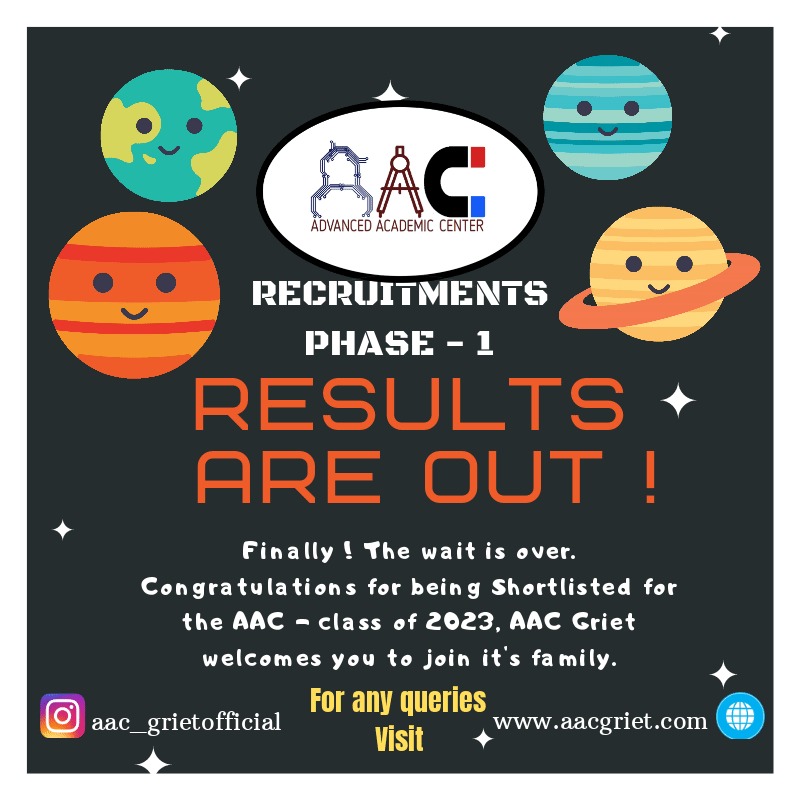 AAC
ADVANCED ACADEMIC CENTER
RECRUITMENTS
PHASE - 1
RESULTS
ARE OUT !
Finally ! The wait is over.
Congratulations for being Shortlisted for
the AAC - class of 2023, AAC Griet
welcomes you to join it's family.
For any queries
Visit
aac_grietofficial
www.aacgriet.com